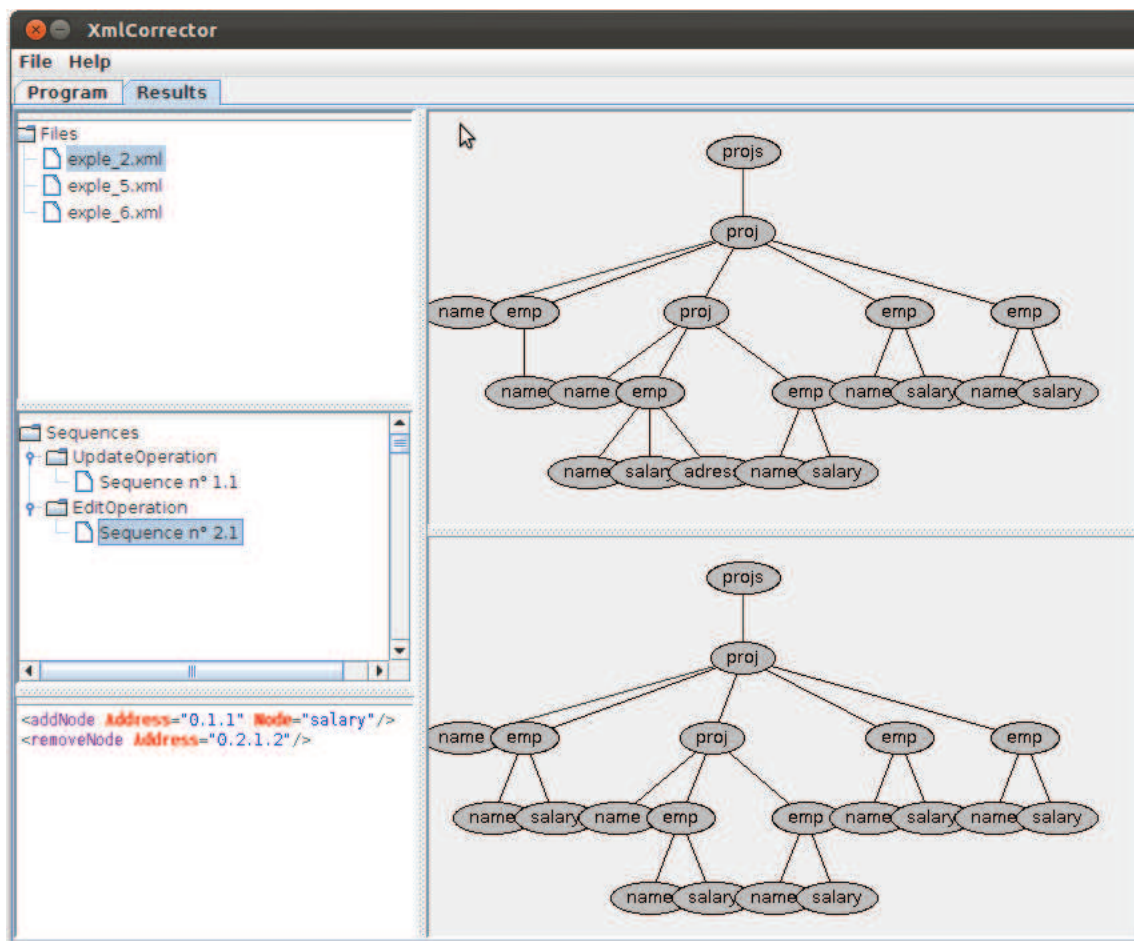 XmlCorrector
File Help
Program Results
Files
exple_2.xml
exple_5.xml
exple_6.xml
Sequences
UpdateOperation
Sequence n° 1.1
EditOperation
Sequence n° 2.1
<addNode Address="0.1.1" Node="salary"/>
<removeNode Address="0.2.1.2"/>
projs
proj
name emp proj emp emp
name name emp emp name salary name salary
name salary adress name salary
projs
proj
name emp proj emp emp
name salary name emp emp name salary name salary
name salary name salary